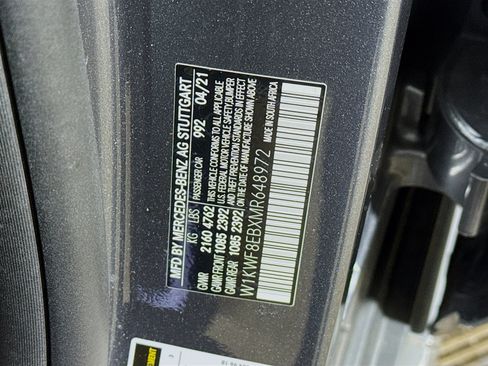 MFD BY MERCEDES-BENZ AG STUTTGART
PASSENGER CAR 992 04/21
KG LBS
GVWR 2160 4762
GAWR FRONT 1085 2392
GAWR REAR 1085 2392
THIS VEHICLE CONFORMS TO ALL APPLICABLE
U.S. FEDERAL MOTOR VEHICLE SAFETY,BUMPER
AND THEFT PREVENTION STANDARDS IN EFFECT
ON THE DATE OF MANUFACTURE SHOWN ABOVE
W1KWF8EBXMR648972
MADE IN SOUTH AFRICA